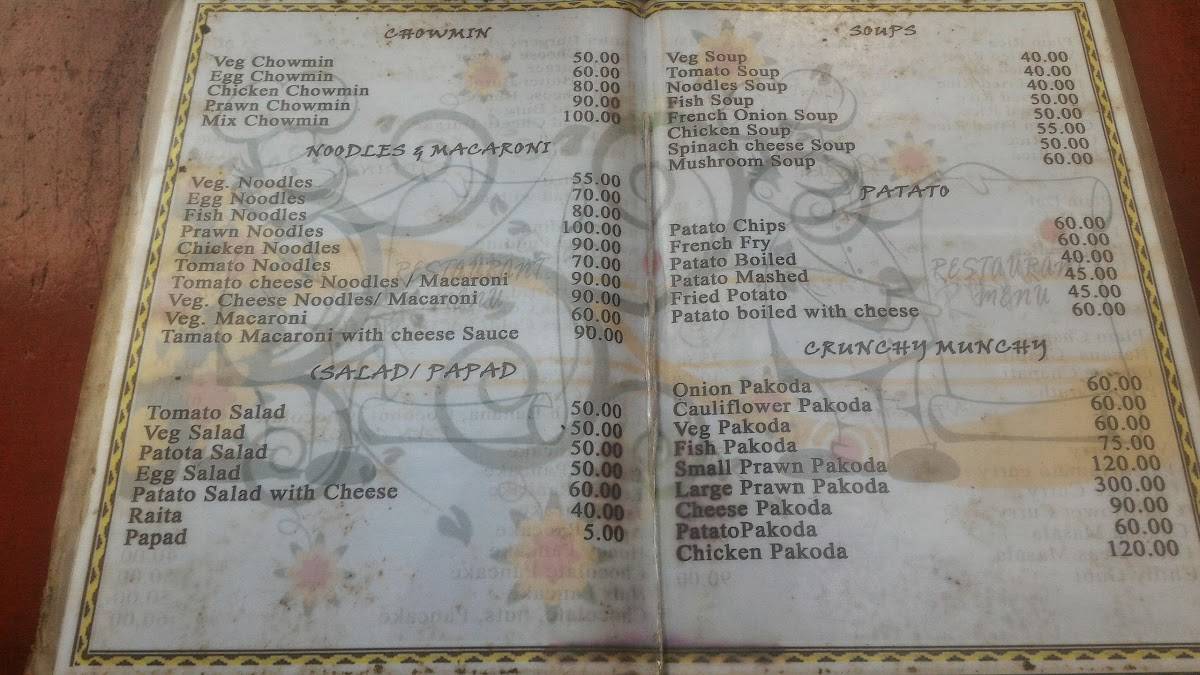 CHOWMIN
Veg Chowmin 50.00
Egg Chowmin 60.00
Chicken Chowmin 80.00
Prawn Chowmin 90.00
Mix Chowmin 100.00
NOODLES & MACARONI
Veg. Noodles 55.00
Egg Noodles 70.00
Fish Noodles 80.00
Prawn Noodles 100.00
Chicken Noodles 90.00
Tomato Noodles 70.00
Tomato cheese Noodles / Macaroni 90.00
Veg. Cheese Noodles/ Macaroni 90.00
Veg. Macaroni 60.00
Tamato Macaroni with cheese Sauce 90.00
(SALAD/ PAPAD
Tomato Salad 50.00
Veg Salad 50.00
Patota Salad 50.00
Egg Salad 50.00
Patato Salad with Cheese 60.00
Raita 40.00
Papad 5.00
RESTAURANT
SOUPS
Veg Soup 40.00
Tomato Soup 40.00
Noodles Soup 40.00
Fish Soup 50.00
French Onion Soup 50.00
Chicken Soup 55.00
Spinach cheese Soup 50.00
Mushroom Soup 60.00
PATATO
Patato Chips 60.00
French Fry 60.00
Patato Boiled 40.00
Patato Mashed 45.00
Fried Potato 45.00
Patato boiled with cheese 60.00
RESTAURAN
MENU
CRUNCHY MUNCHY
Onion Pakoda 60.00
Cauliflower Pakoda 60.00
Veg Pakoda 60.00
Fish Pakoda 75.00
Small Prawn Pakoda 120.00
Large Prawn Pakoda 300.00
Cheese Pakoda 90.00
PatatoPakoda 60.00
Chicken Pakoda 120.00